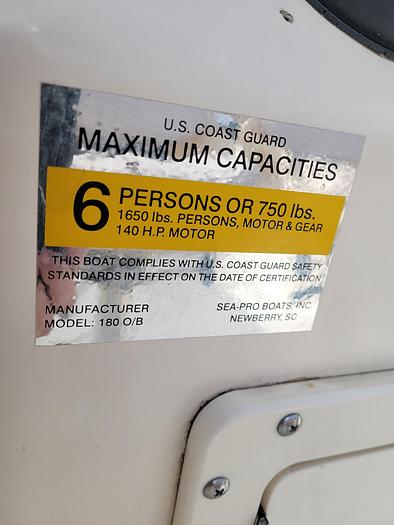 U.S. COAST GUARD
MAXIMUM CAPACITIES
6 PERSONS OR 750 lbs.
1650 lbs. PERSONS, MOTOR & GEAR
140 H.P. MOTOR
THIS BOAT COMPLIES WITH U.S. COAST GUARD SAFETY
STANDARDS IN EFFECT ON THE DATE OF CERTIFICATION
MANUFACTURER SEA-PRO BOATS, INC
MODEL: 180 O/B NEWBERRY, SC